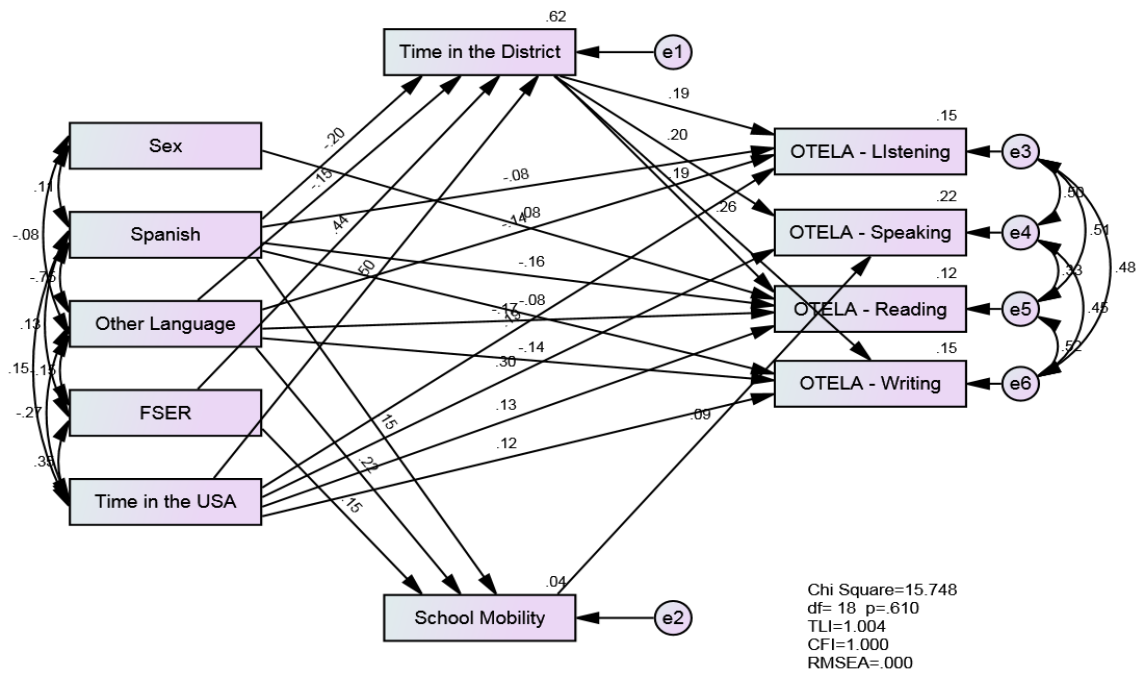 .62
Time in the District
e1
.19
.15
Sex
-.20
.20
OTELA - LIstening
e3
-.15
-.08
.19
.11
.50
.26
.22
Spanish
.44
.14
.08
OTELA - Speaking
e4
.51
-.08
-.16
.12
.33
.48
-.75
.50
-.08
OTELA - Reading
e5
.45
Other Language
.13
-.17
-.14
.15
.52
.30
OTELA - Writing
e6
.15
-.27
FSER
.13
.09
.15
.12
.35
.22
Time in the USA
.15
.04
School Mobility
e2
Chi Square=15.748
df= 18 p=.610
TLI=1.004
CFI=1.000
RMSEA=.000